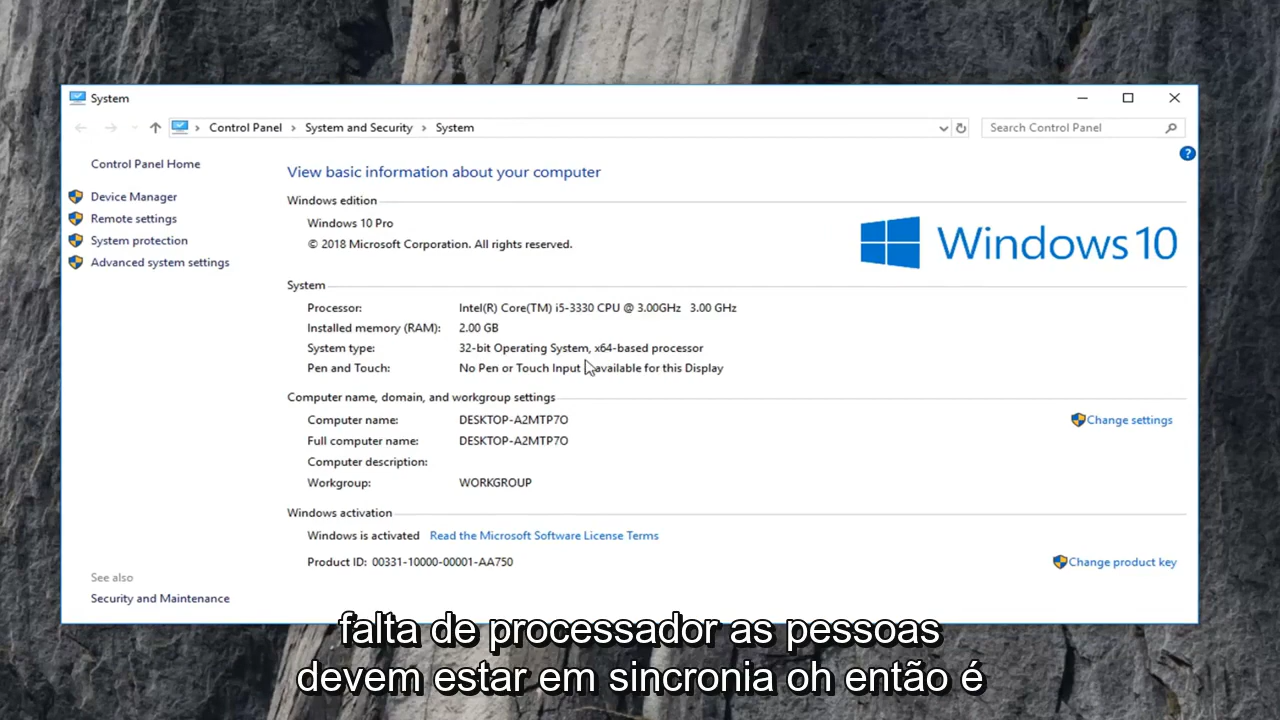 System
Control Panel > System and Security > System
Search Control Panel
Control Panel Home
Device Manager
Remote settings
System protection
Advanced system settings
See also
Security and Maintenance
View basic information about your computer
Windows edition
Windows 10 Pro
© 2018 Microsoft Corporation. All rights reserved.
Windows 10
System
Processor: Intel(R) Core(TM) i5-3330 CPU @ 3.00GHz 3.00 GHz
Installed memory (RAM): 2.00 GB
System type: 32-bit Operating System, x64-based processor
Pen and Touch: No Pen or Touch Input available for this Display
Computer name, domain, and workgroup settings
Computer name: DESKTOP-A2MTP7O
Change settings
Full computer name: DESKTOP-A2MTP7O
Computer description:
Workgroup: WORKGROUP
Windows activation
Windows is activated Read the Microsoft Software License Terms
Product ID: 00331-10000-00001-AA750
Change product key
falta de processador as pessoas
devem estar em sincronia oh então é